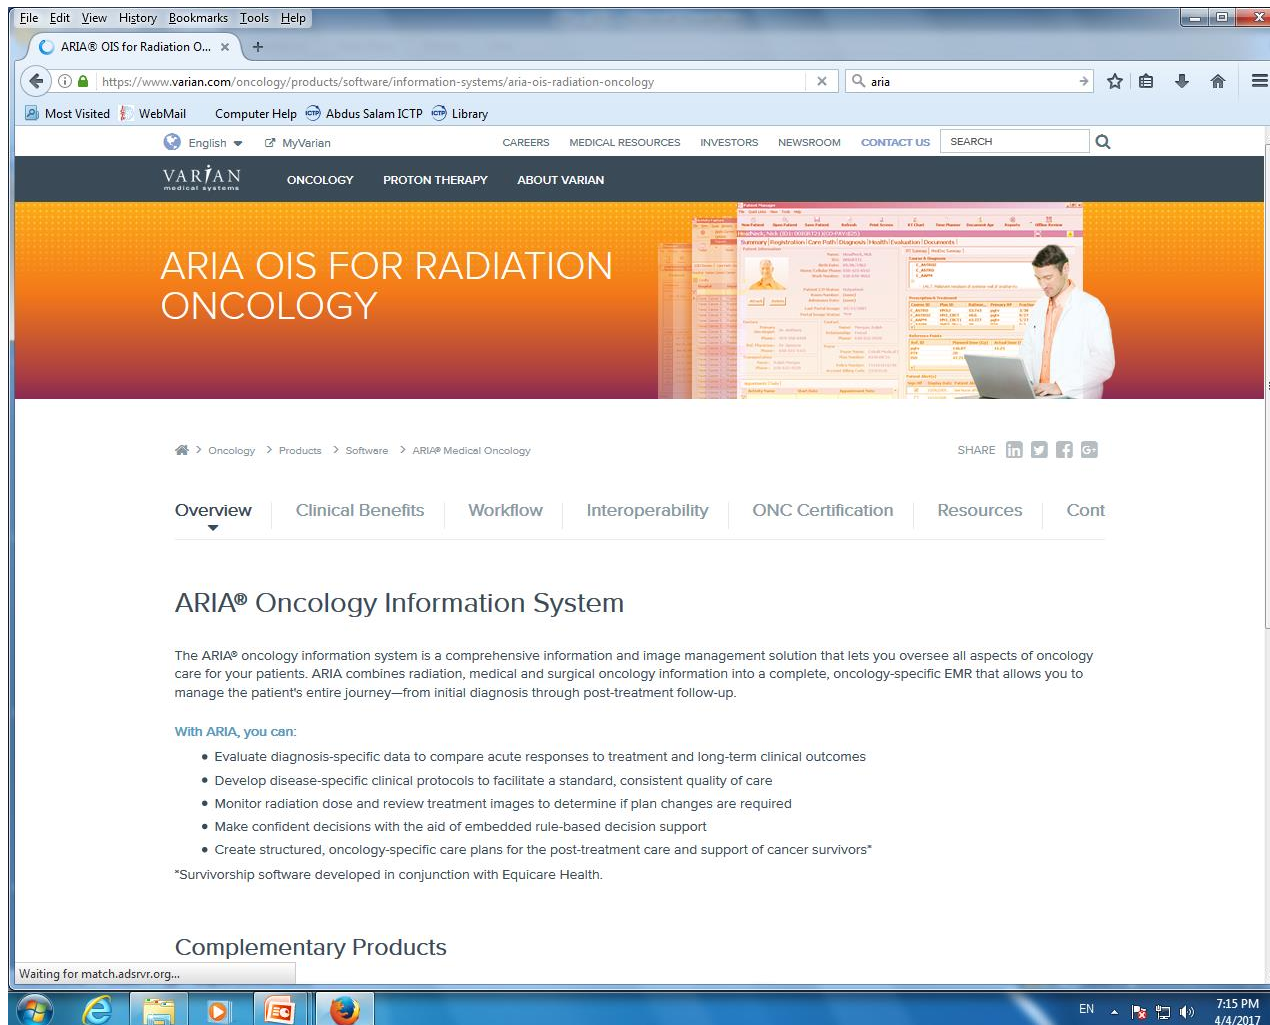 File Edit View History Bookmarks Tools Help
ARIA® OIS for Radiation O... × +
https://www.varian.com/oncology/products/software/information-systems/aria-ois-radiation-oncology
aria
Most Visited WebMail Computer Help Abdus Salam ICTP Library
English MyVarian CAREERS MEDICAL RESOURCES INVESTORS NEWSROOM CONTACT US SEARCH
VARIAN
medical systems
ONCOLOGY PROTON THERAPY ABOUT VARIAN
Patient Manager
Summary Registration Care Path Diagnosis Health Evaluation Documents
ARIA OIS FOR RADIATION
ONCOLOGY
> Oncology > Products > Software > ARIA® Medical Oncology
SHARE in G+
Overview Clinical Benefits Workflow Interoperability ONC Certification Resources Cont
ARIA® Oncology Information System
The ARIA® oncology information system is a comprehensive information and image management solution that lets you oversee all aspects of oncology
care for your patients. ARIA combines radiation, medical and surgical oncology information into a complete, oncology-specific EMR that allows you to
manage the patient's entire journey—from initial diagnosis through post-treatment follow-up.
With ARIA, you can:
• Evaluate diagnosis-specific data to compare acute responses to treatment and long-term clinical outcomes
• Develop disease-specific clinical protocols to facilitate a standard, consistent quality of care
• Monitor radiation dose and review treatment images to determine if plan changes are required
• Make confident decisions with the aid of embedded rule-based decision support
• Create structured, oncology-specific care plans for the post-treatment care and support of cancer survivors*
*Survivorship software developed in conjunction with Equicare Health.
Complementary Products
Waiting for match.adsrvr.org...
EN 7:15 PM
4/4/2017